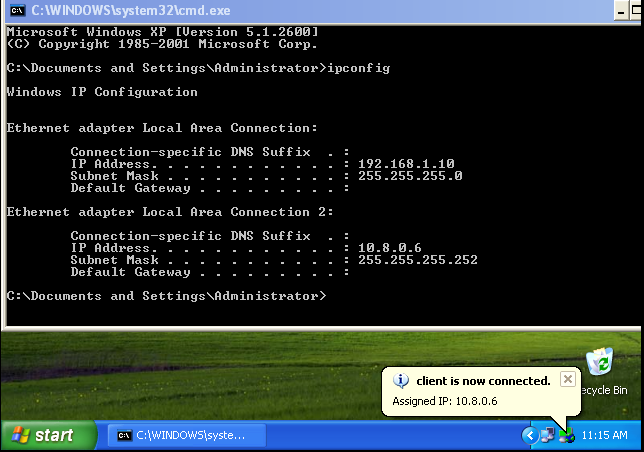 C:\WINDOWS\system32\cmd.exe
Microsoft Windows XP [Version 5.1.2600]
(C) Copyright 1985-2001 Microsoft Corp.
C:\Documents and Settings\Administrator>ipconfig
Windows IP Configuration
Ethernet adapter Local Area Connection:
Connection-specific DNS Suffix  . :
IP Address. . . . . . . . . . . . : 192.168.1.10
Subnet Mask . . . . . . . . . . . : 255.255.255.0
Default Gateway . . . . . . . . . :
Ethernet adapter Local Area Connection 2:
Connection-specific DNS Suffix  . :
IP Address. . . . . . . . . . . . : 10.8.0.6
Subnet Mask . . . . . . . . . . . : 255.255.255.252
Default Gateway . . . . . . . . . :
C:\Documents and Settings\Administrator>
client is now connected.
Assigned IP: 10.8.0.6
ecycle Bin
start
C:\WINDOWS\syste...
11:15 AM